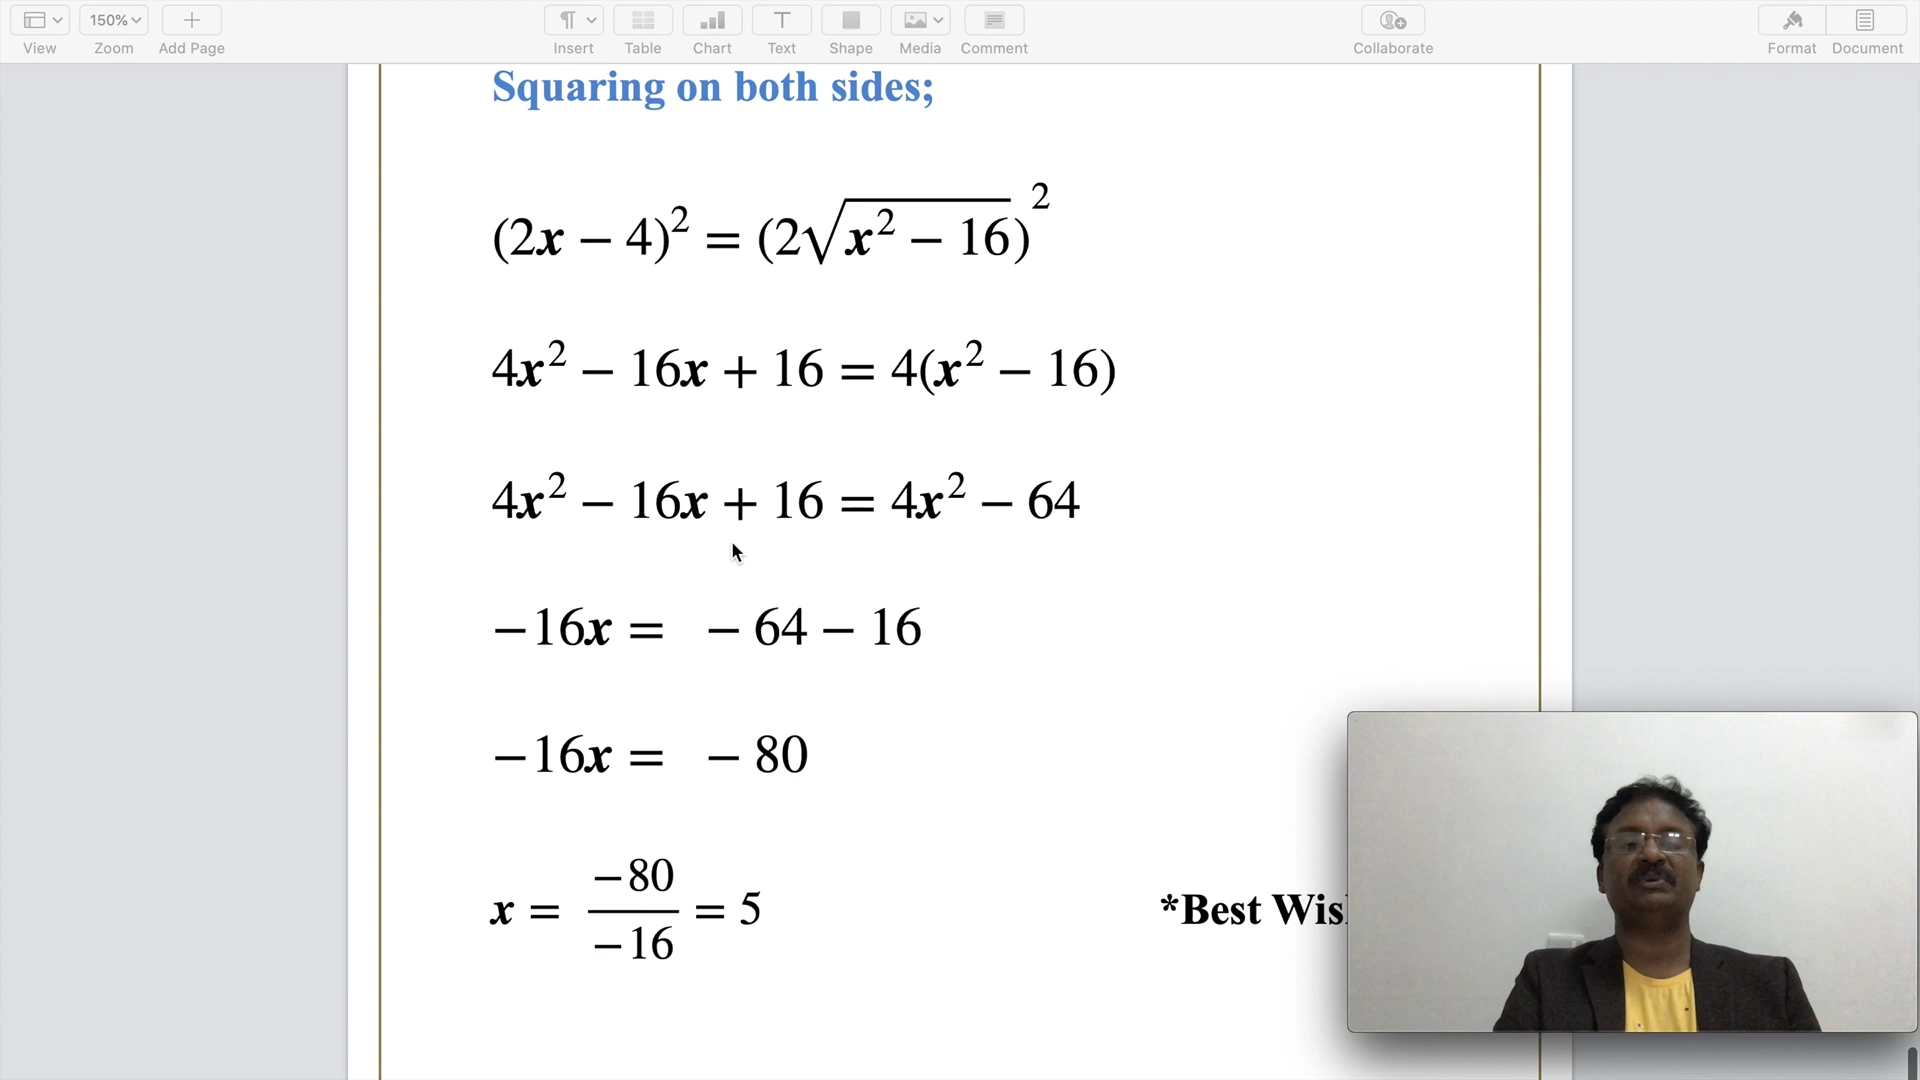 150%
View Zoom Add Page Insert Table Chart Text Shape Media Comment Collaborate Format Document
Squaring on both sides;
(2x − 4)² = (2√(x² − 16))²
4x² − 16x + 16 = 4(x² − 16)
4x² − 16x + 16 = 4x² − 64
−16x = − 64 − 16
−16x = − 80
x = −80/−16 = 5
*Best